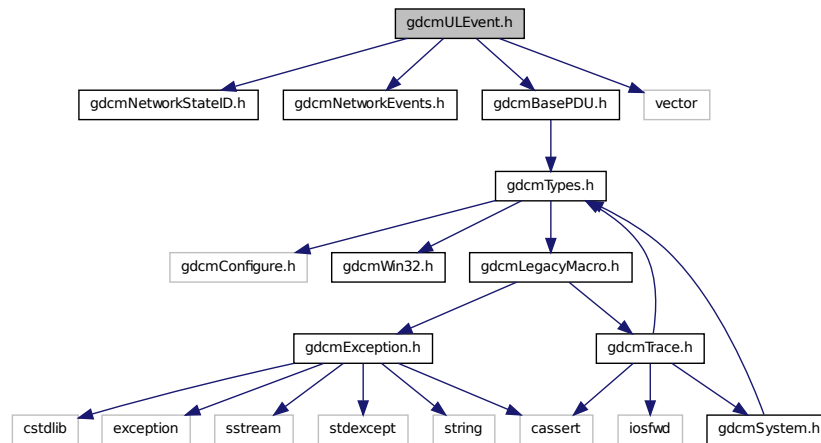 gdcmULEvent.h
gdcmNetworkStateID.h
gdcmNetworkEvents.h
gdcmBasePDU.h
vector
gdcmTypes.h
gdcmConfigure.h
gdcmWin32.h
gdcmLegacyMacro.h
gdcmException.h
gdcmTrace.h
cstdlib
exception
sstream
stdexcept
string
cassert
iosfwd
gdcmSystem.h